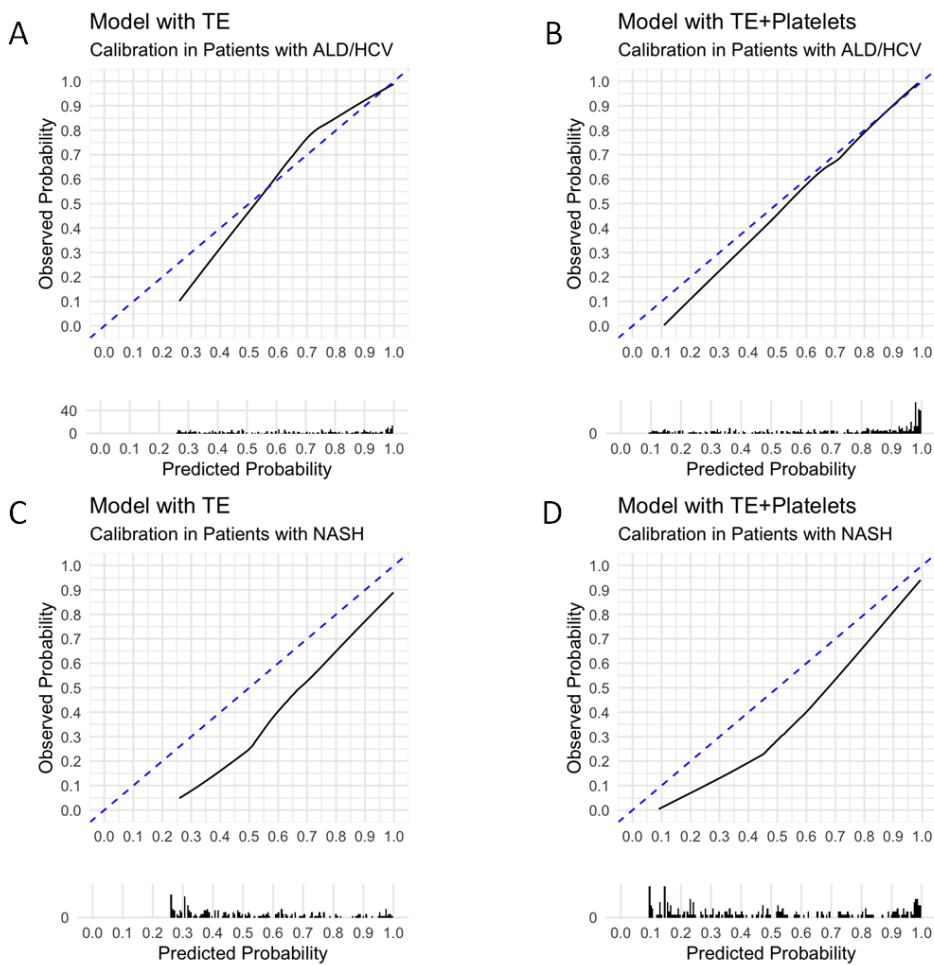 A
Model with TE
Calibration in Patients with ALD/HCV
Observed Probability
1.0
0.9
0.8
0.7
0.6
0.5
0.4
0.3
0.2
0.1
0.0
0.0 0.1 0.2 0.3 0.4 0.5 0.6 0.7 0.8 0.9 1.0
40
0
0.0 0.1 0.2 0.3 0.4 0.5 0.6 0.7 0.8 0.9 1.0
Predicted Probability
B
Model with TE+Platelets
Calibration in Patients with ALD/HCV
Observed Probability
1.0
0.9
0.8
0.7
0.6
0.5
0.4
0.3
0.2
0.1
0.0
0.0 0.1 0.2 0.3 0.4 0.5 0.6 0.7 0.8 0.9 1.0
0
0.0 0.1 0.2 0.3 0.4 0.5 0.6 0.7 0.8 0.9 1.0
Predicted Probability
C
Model with TE
Calibration in Patients with NASH
Observed Probability
1.0
0.9
0.8
0.7
0.6
0.5
0.4
0.3
0.2
0.1
0.0
0.0 0.1 0.2 0.3 0.4 0.5 0.6 0.7 0.8 0.9 1.0
0
0.0 0.1 0.2 0.3 0.4 0.5 0.6 0.7 0.8 0.9 1.0
Predicted Probability
D
Model with TE+Platelets
Calibration in Patients with NASH
Observed Probability
1.0
0.9
0.8
0.7
0.6
0.5
0.4
0.3
0.2
0.1
0.0
0.0 0.1 0.2 0.3 0.4 0.5 0.6 0.7 0.8 0.9 1.0
0
0.0 0.1 0.2 0.3 0.4 0.5 0.6 0.7 0.8 0.9 1.0
Predicted Probability